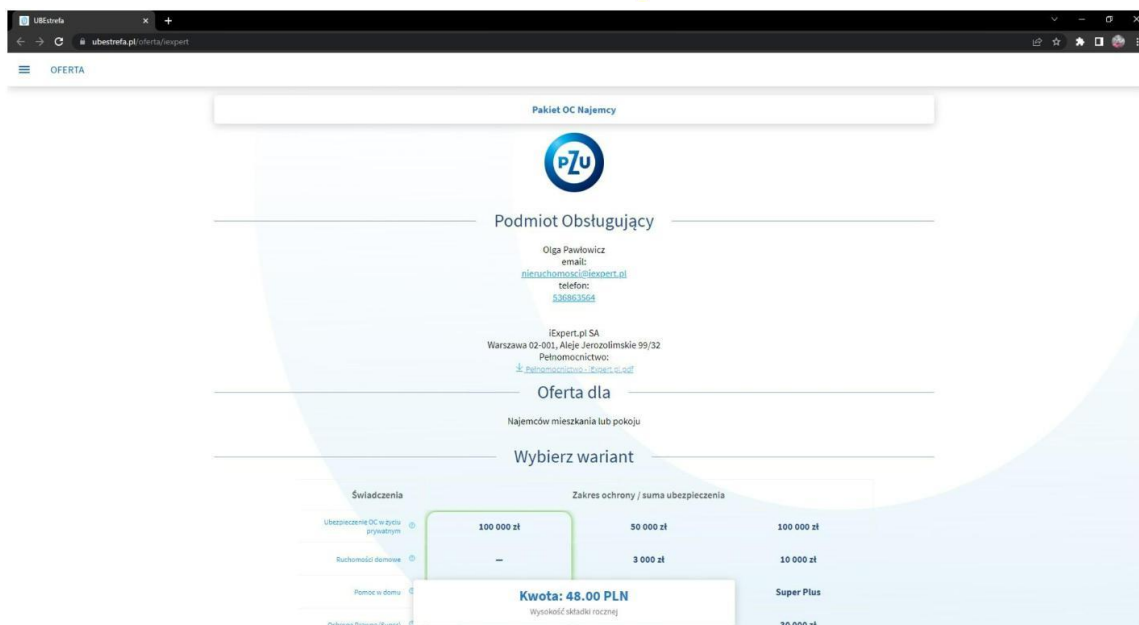 UBEstrefa
ubestrefa.pl/oferta/iexpert
OFERTA
Pakiet OC Najemcy
PZU
Podmiot Obsługujący
Olga Pawłowicz
email:
nieruchomosci@iexpert.pl
telefon:
536863564
iExpert.pl SA
Warszawa 02-001, Aleje Jerozolimskie 99/32
Pełnomocnictwo:
Pełnomocnictwo - iExpert.pl.pdf
Oferta dla
Najemców mieszkania lub pokoju
Wybierz wariant
Świadczenia Zakres ochrony / suma ubezpieczenia
Ubezpieczenie OC w życiu prywatnym 100 000 zł 50 000 zł 100 000 zł
Ruchomości domowe — 3 000 zł 10 000 zł
Pomoc w domu Super Plus
Kwota: 48.00 PLN
Wysokość składki rocznej